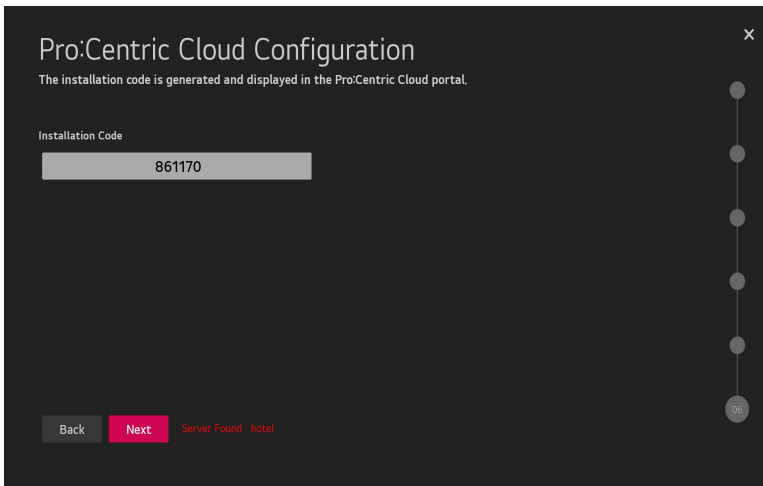 Pro:Centric Cloud Configuration
The installation code is generated and displayed in the Pro:Centric Cloud portal.
Installation Code
861170
06
Back
Next
Server Found : hotel